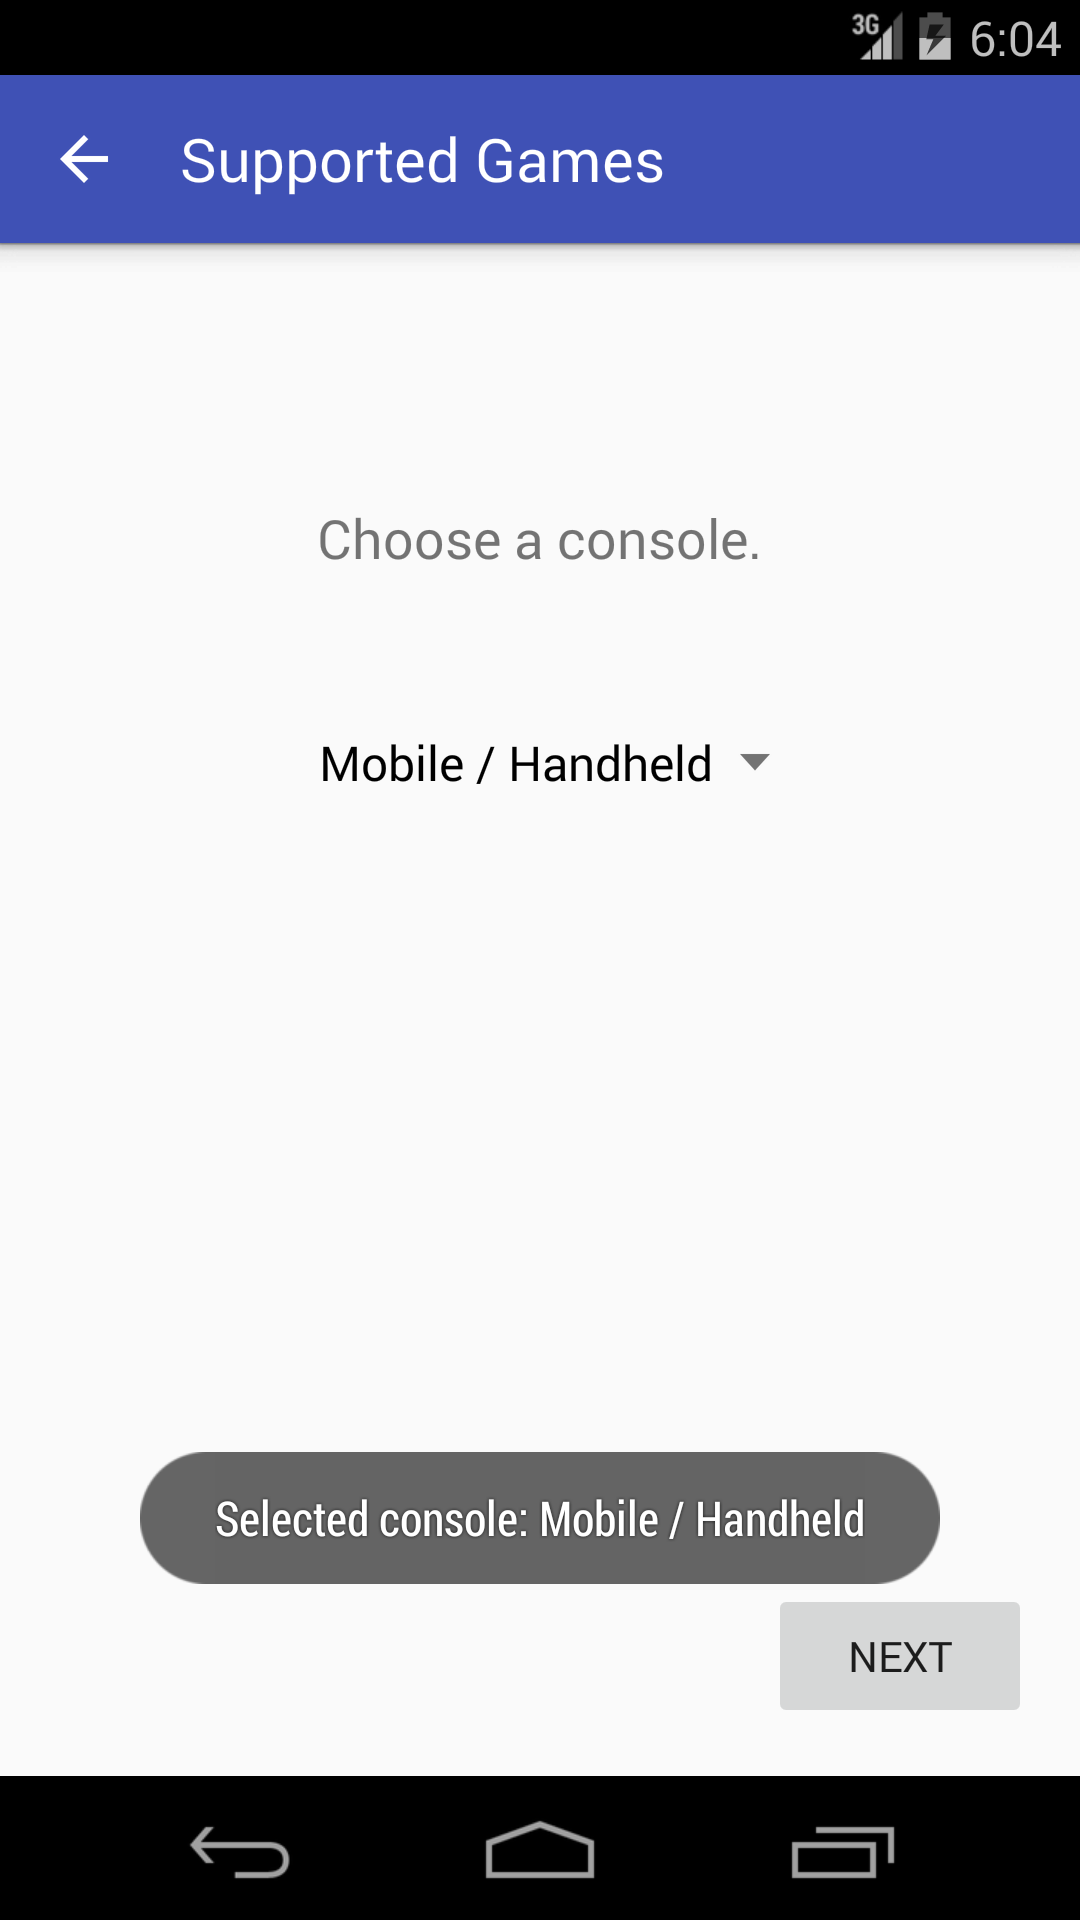 3G 6:04
Supported Games
Choose a console.
Mobile / Handheld
Selected console: Mobile / Handheld
NEXT